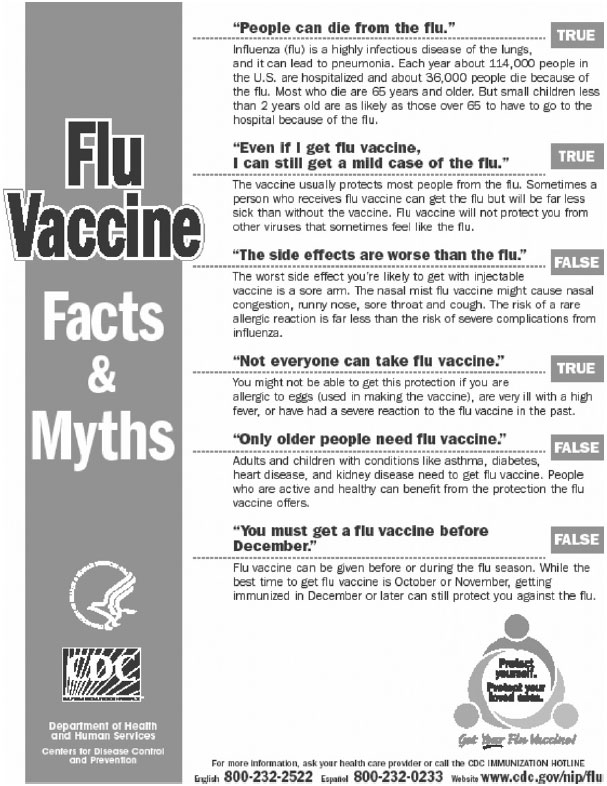 Flu
Vaccine
Facts
&
Myths
CDC
Department of Health
and Human Services
Centers for Disease Control
and Prevention
“People can die from the flu.”
TRUE
Influenza (flu) is a highly infectious disease of the lungs,
and it can lead to pneumonia. Each year about 114,000 people in
the U.S. are hospitalized and about 36,000 people die because of
the flu. Most who die are 65 years and older. But small children less
than 2 years old are as likely as those over 65 to have to go to the
hospital because of the flu.
“Even if I get flu vaccine,
I can still get a mild case of the flu.”
TRUE
The vaccine usually protects most people from the flu. Sometimes a
person who receives flu vaccine can get the flu but will be far less
sick than without the vaccine. Flu vaccine will not protect you from
other viruses that sometimes feel like the flu.
“The side effects are worse than the flu.”
FALSE
The worst side effect you’re likely to get with injectable
vaccine is a sore arm. The nasal mist flu vaccine might cause nasal
congestion, runny nose, sore throat and cough. The risk of a rare
allergic reaction is far less than the risk of severe complications from
influenza.
“Not everyone can take flu vaccine.”
TRUE
You might not be able to get this protection if you are
allergic to eggs (used in making the vaccine), are very ill with a high
fever, or have had a severe reaction to the flu vaccine in the past.
“Only older people need flu vaccine.”
FALSE
Adults and children with conditions like asthma, diabetes,
heart disease, and kidney disease need to get flu vaccine. People
who are active and healthy can benefit from the protection the flu
vaccine offers.
“You must get a flu vaccine before
December.”
FALSE
Flu vaccine can be given before or during the flu season. While the
best time to get flu vaccine is October or November, getting
immunized in December or later can still protect you against the flu.
Protect
yourself.
Protect your
loved ones.
Get Your Flu Vaccine!
For more information, ask your health care provider or call the CDC IMMUNIZATION HOTLINE
English 800-232-2522 Español 800-232-0233 Website www.cdc.gov/nip/flu